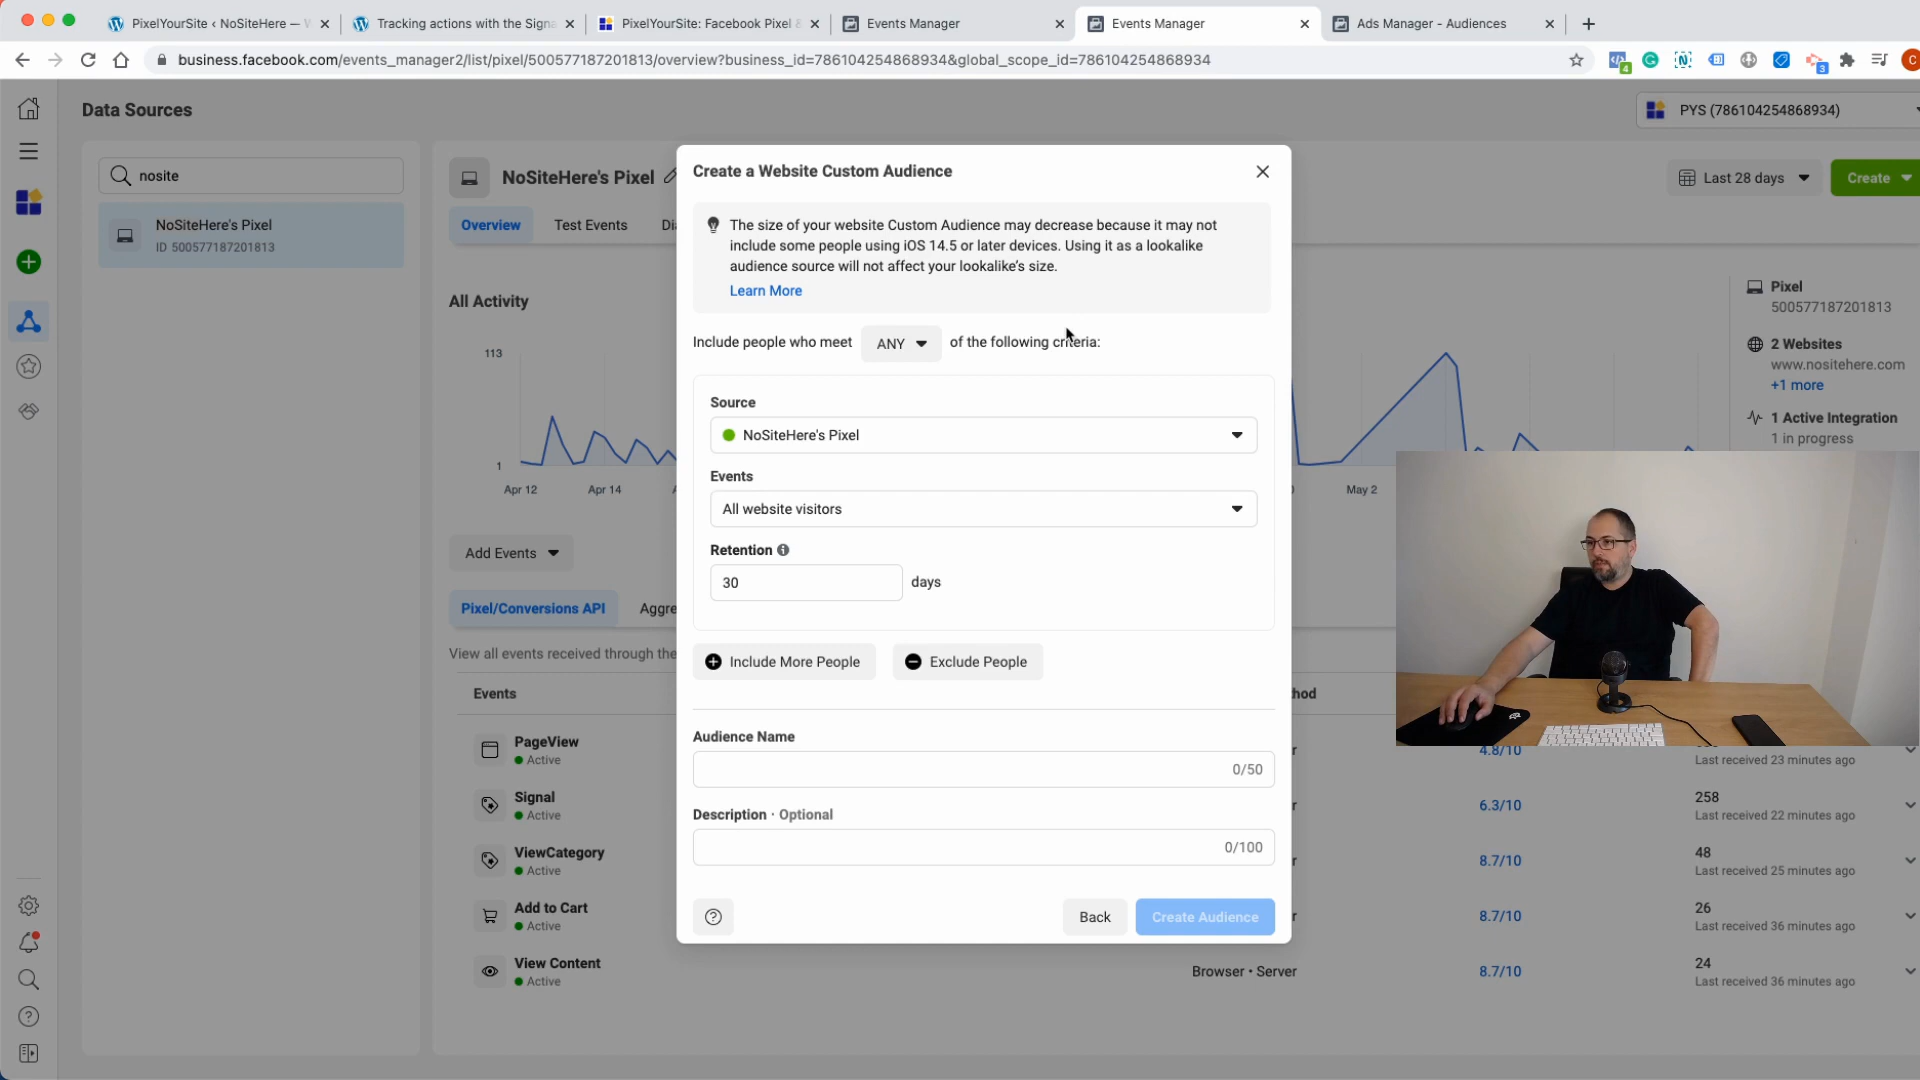 PixelYourSite ‹ NoSiteHere —
Tracking actions with the Signa
PixelYourSite: Facebook Pixel &
Events Manager
Events Manager
Ads Manager - Audiences
business.facebook.com/events_manager2/list/pixel/500577187201813/overview?business_id=786104254868934&global_scope_id=786104254868934
4
3
C
Data Sources
PYS (786104254868934)
nosite
NoSiteHere's Pixel
ID 500577187201813
NoSiteHere's Pixel
Last 28 days
Create
Overview
Test Events
Di
All Activity
113
1
Apr 12
Apr 14
May 2
Pixel
500577187201813
2 Websites
www.nositehere.com
+1 more
1 Active Integration
1 in progress
Add Events
Pixel/Conversions API
Aggre
View all events received through the
Events
hod
PageView
Active
4.8/10
Last received 23 minutes ago
Signal
Active
r
6.3/10
258
Last received 22 minutes ago
ViewCategory
Active
r
8.7/10
48
Last received 25 minutes ago
Add to Cart
Active
r
8.7/10
26
Last received 36 minutes ago
View Content
Active
Browser • Server
8.7/10
24
Last received 36 minutes ago
Create a Website Custom Audience
The size of your website Custom Audience may decrease because it may not
include some people using iOS 14.5 or later devices. Using it as a lookalike
audience source will not affect your lookalike's size.
Learn More
Include people who meet ANY of the following criteria:
Source
NoSiteHere's Pixel
Events
All website visitors
Retention
30 days
Include More People
Exclude People
Audience Name
0/50
Description · Optional
0/100
Back
Create Audience